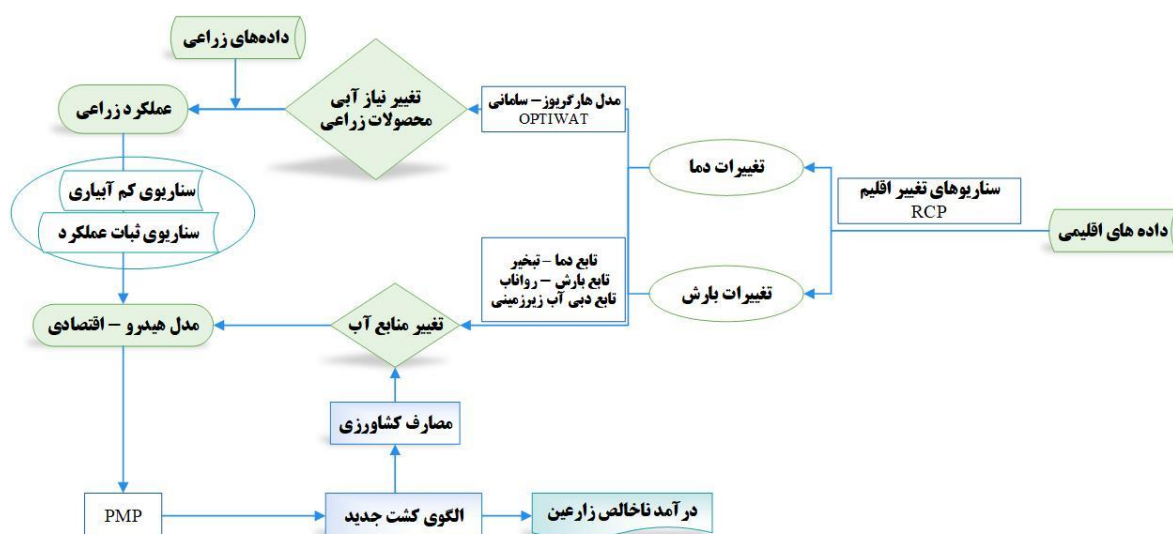 داده‌های زراعی
عملکرد زراعی
تغییر نیاز آبی
محصولات زراعی
مدل هارگریوز – سامانی
OPTIWAT
تغییرات دما
سناریوهای تغییر اقلیم
RCP
داده های اقلیمی
سناریوی کم آبیاری
سناریوی ثبات عملکرد
تابع دما – تبخیر
تابع بارش – رواناب
تابع دبی آب زیرزمینی
تغییرات بارش
مدل هیدرو – اقتصادی
تغییر منابع آب
مصارف کشاورزی
PMP
الگوی کشت جدید
درآمد ناخالص زارعین